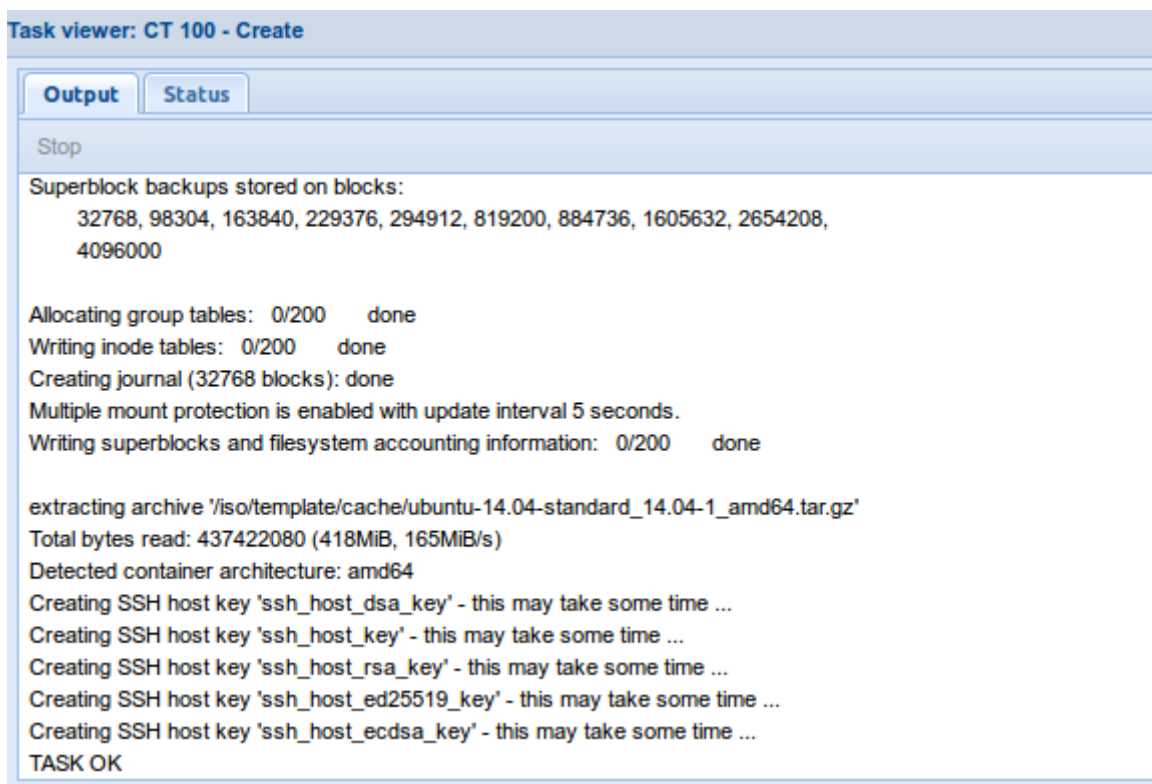 Task viewer: CT 100 - Create
Output Status
Stop
Superblock backups stored on blocks:
32768, 98304, 163840, 229376, 294912, 819200, 884736, 1605632, 2654208,
4096000
Allocating group tables: 0/200 done
Writing inode tables: 0/200 done
Creating journal (32768 blocks): done
Multiple mount protection is enabled with update interval 5 seconds.
Writing superblocks and filesystem accounting information: 0/200 done
extracting archive '/iso/template/cache/ubuntu-14.04-standard_14.04-1_amd64.tar.gz'
Total bytes read: 437422080 (418MiB, 165MiB/s)
Detected container architecture: amd64
Creating SSH host key 'ssh_host_dsa_key' - this may take some time ...
Creating SSH host key 'ssh_host_key' - this may take some time ...
Creating SSH host key 'ssh_host_rsa_key' - this may take some time ...
Creating SSH host key 'ssh_host_ed25519_key' - this may take some time ...
Creating SSH host key 'ssh_host_ecdsa_key' - this may take some time ...
TASK OK